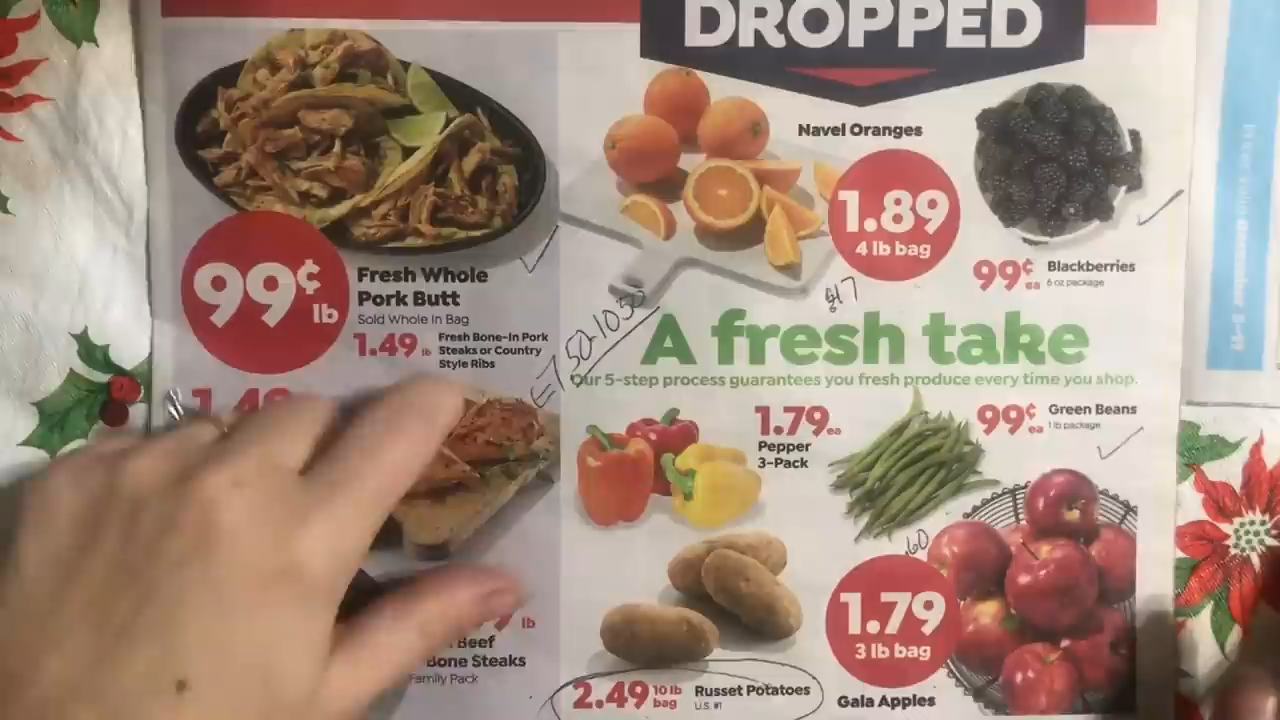 DROPPED
99¢ lb
Fresh Whole
Pork Butt
Sold Whole In Bag
1.49 lb
Fresh Bone-In Pork
Steaks or Country
Style Ribs
Navel Oranges
1.89
4 lb bag
99¢ ea
Blackberries
6 oz package
A fresh take
Our 5-step process guarantees you fresh produce every time you shop.
1.79 ea
Pepper
3-Pack
99¢ ea
Green Beans
1 lb package
.60
1.79
3 lb bag
Gala Apples
lb
Beef
Bone Steaks
Family Pack
2.49 10 lb bag
Russet Potatoes
U.S. #1